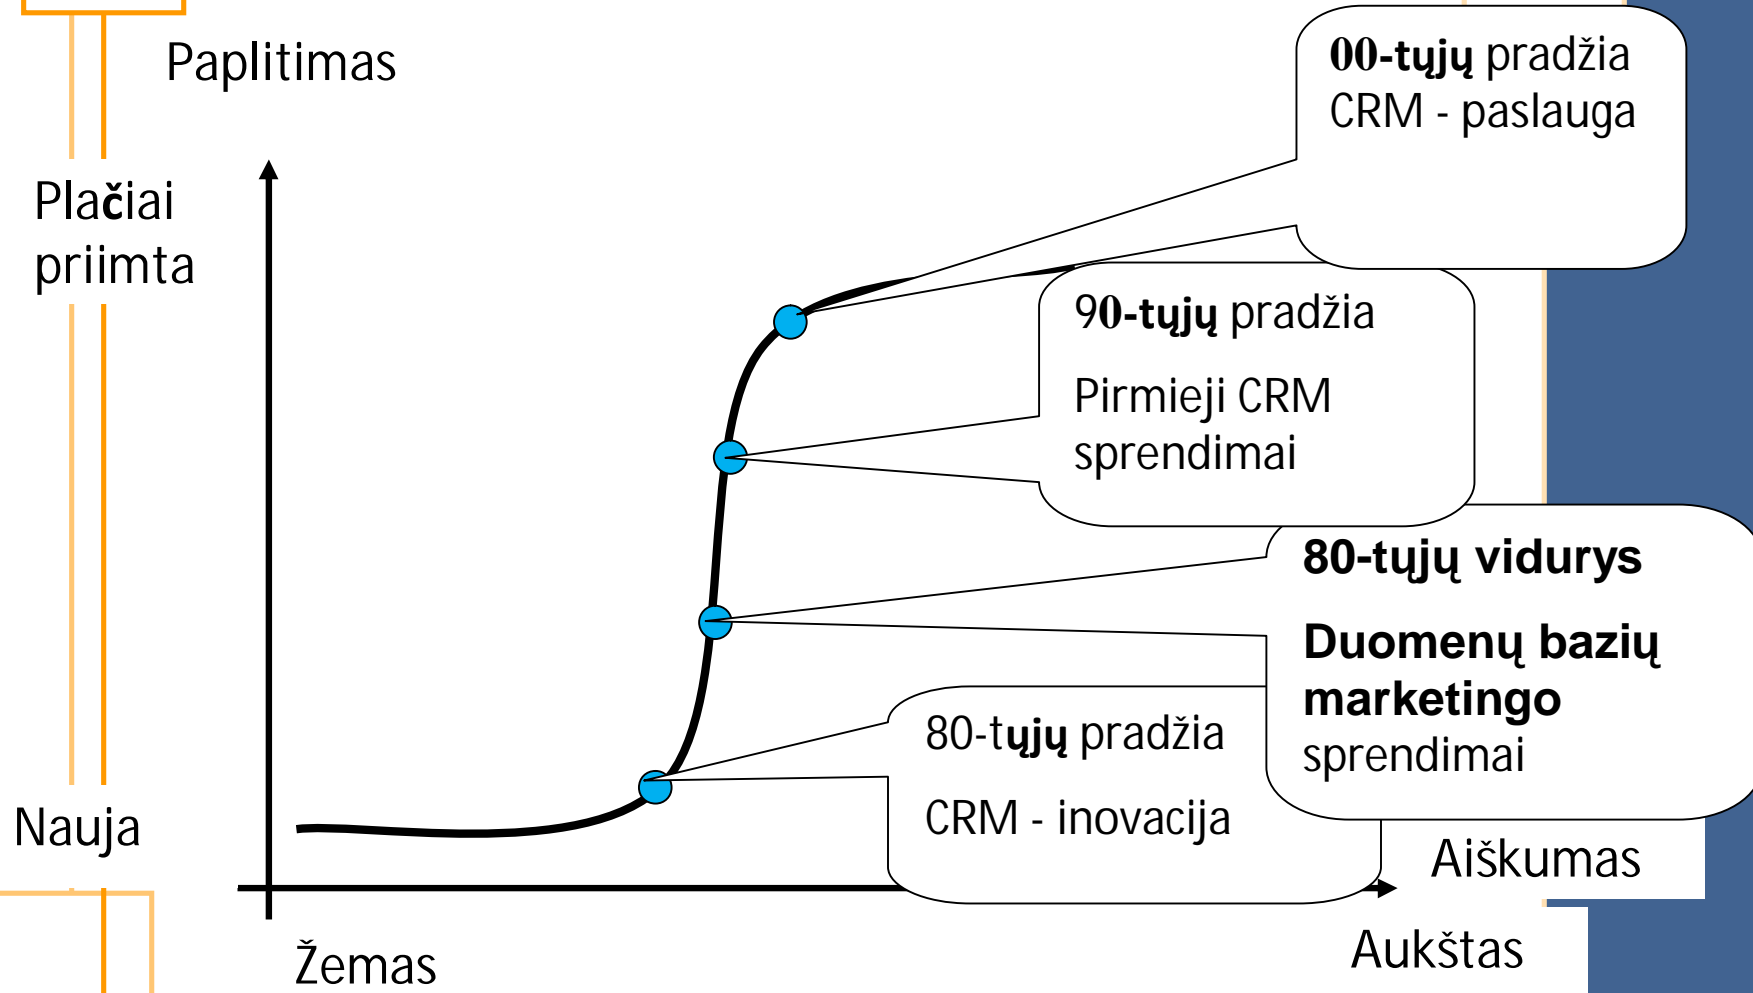 Paplitimas
00-tųjų pradžia
CRM - paslauga
Plačiai
priimta
90-tųjų pradžia
Pirmieji CRM
sprendimai
80-tųjų vidurys
Duomenų bazių
marketingo
sprendimai
80-tųjų pradžia
CRM - inovacija
Nauja
Aiškumas
Žemas
Aukštas